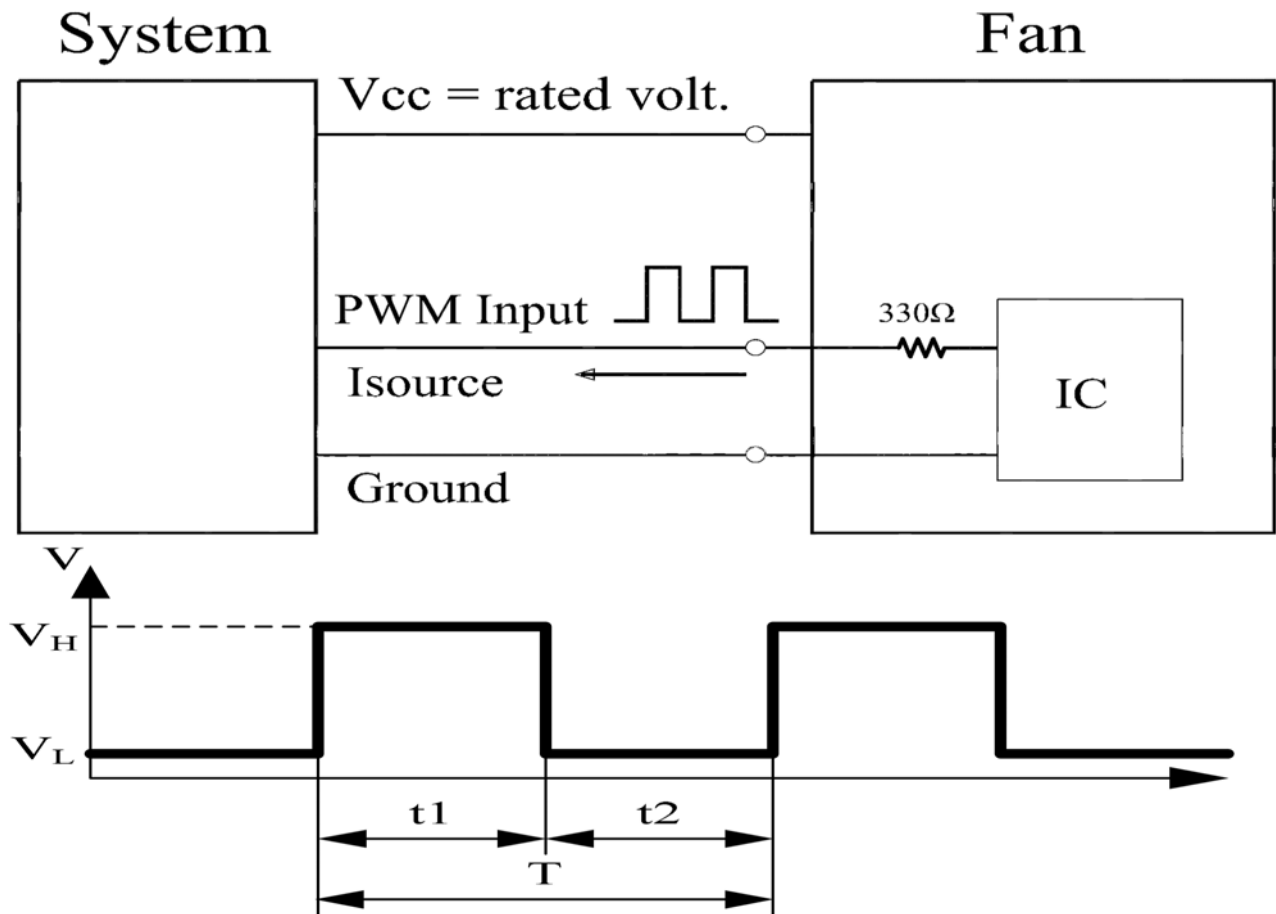 System
Fan
Vcc = rated volt.
PWM Input
330Ω
Isource
IC
Ground
V
VH
VL
t1
t2
T